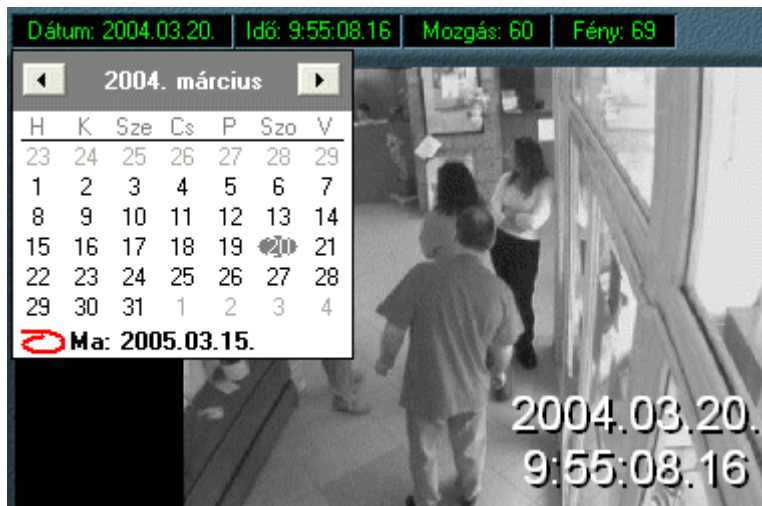 Dátum: 2004.03.20. Idő: 9:55:08.16 Mozgás: 60 Fény: 69
2004. március
H K Sze Cs P Szo V
23 24 25 26 27 28 29
1 2 3 4 5 6 7
8 9 10 11 12 13 14
15 16 17 18 19 20 21
22 23 24 25 26 27 28
29 30 31 1 2 3 4
Ma: 2005.03.15.
2004.03.20.
9:55:08.16